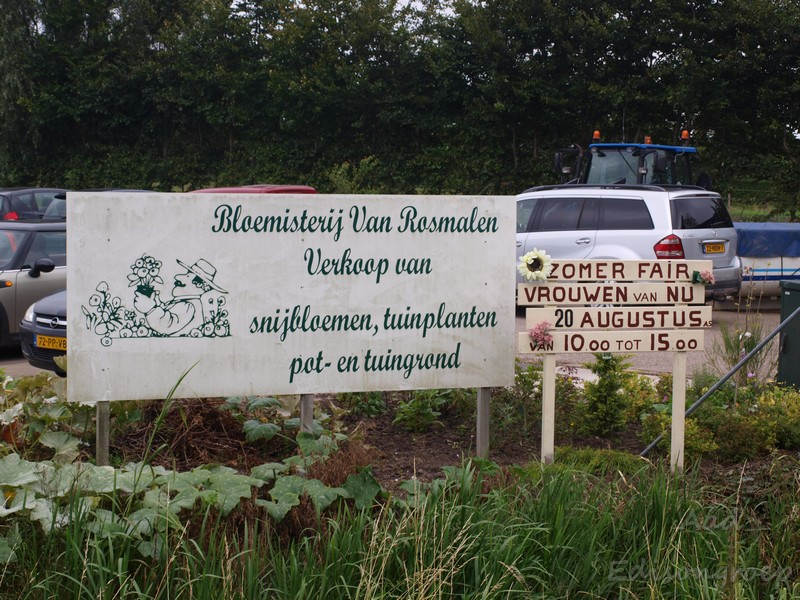 Bloemisterij Van Rosmalen
Verkoop van
snijbloemen, tuinplanten
pot- en tuingrond
ZOMER FAIR
VROUWEN VAN NU
20 AUGUSTUS
VAN 10.00 TOT 15.00